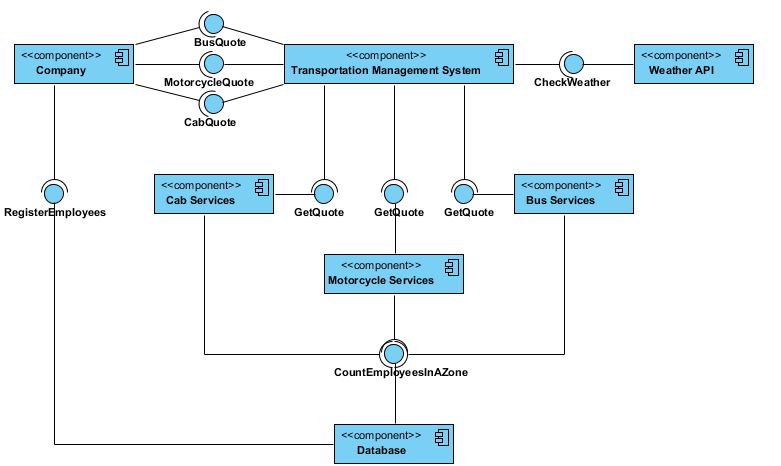 BusQuote
<<component>>
Company
MotorcycleQuote
CabQuote
<<component>>
Transportation Management System
CheckWeather
<<component>>
Weather API
RegisterEmployees
<<component>>
Cab Services
GetQuote
GetQuote
GetQuote
<<component>>
Bus Services
<<component>>
Motorcycle Services
CountEmployeesInAZone
<<component>>
Database